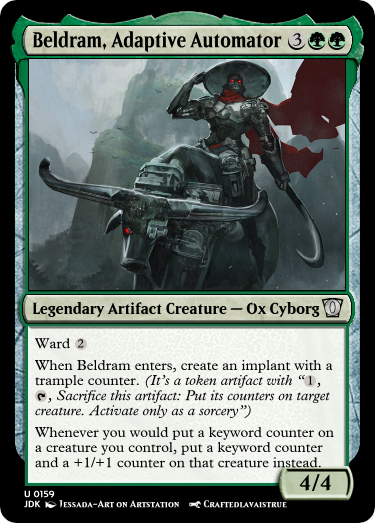 Beldram, Adaptive Automator 3
Legendary Artifact Creature — Ox Cyborg
Ward 2
When Beldram enters, create an implant with a
trample counter. (It's a token artifact with “1,
, Sacrifice this artifact: Put its counters on target
creature. Activate only as a sorcery”)
Whenever you would put a keyword counter on
a creature you control, put a keyword counter
and a +1/+1 counter on that creature instead.
4/4
U 0159
JDK Jessada-Art on Artstation Craftedlavaistrue